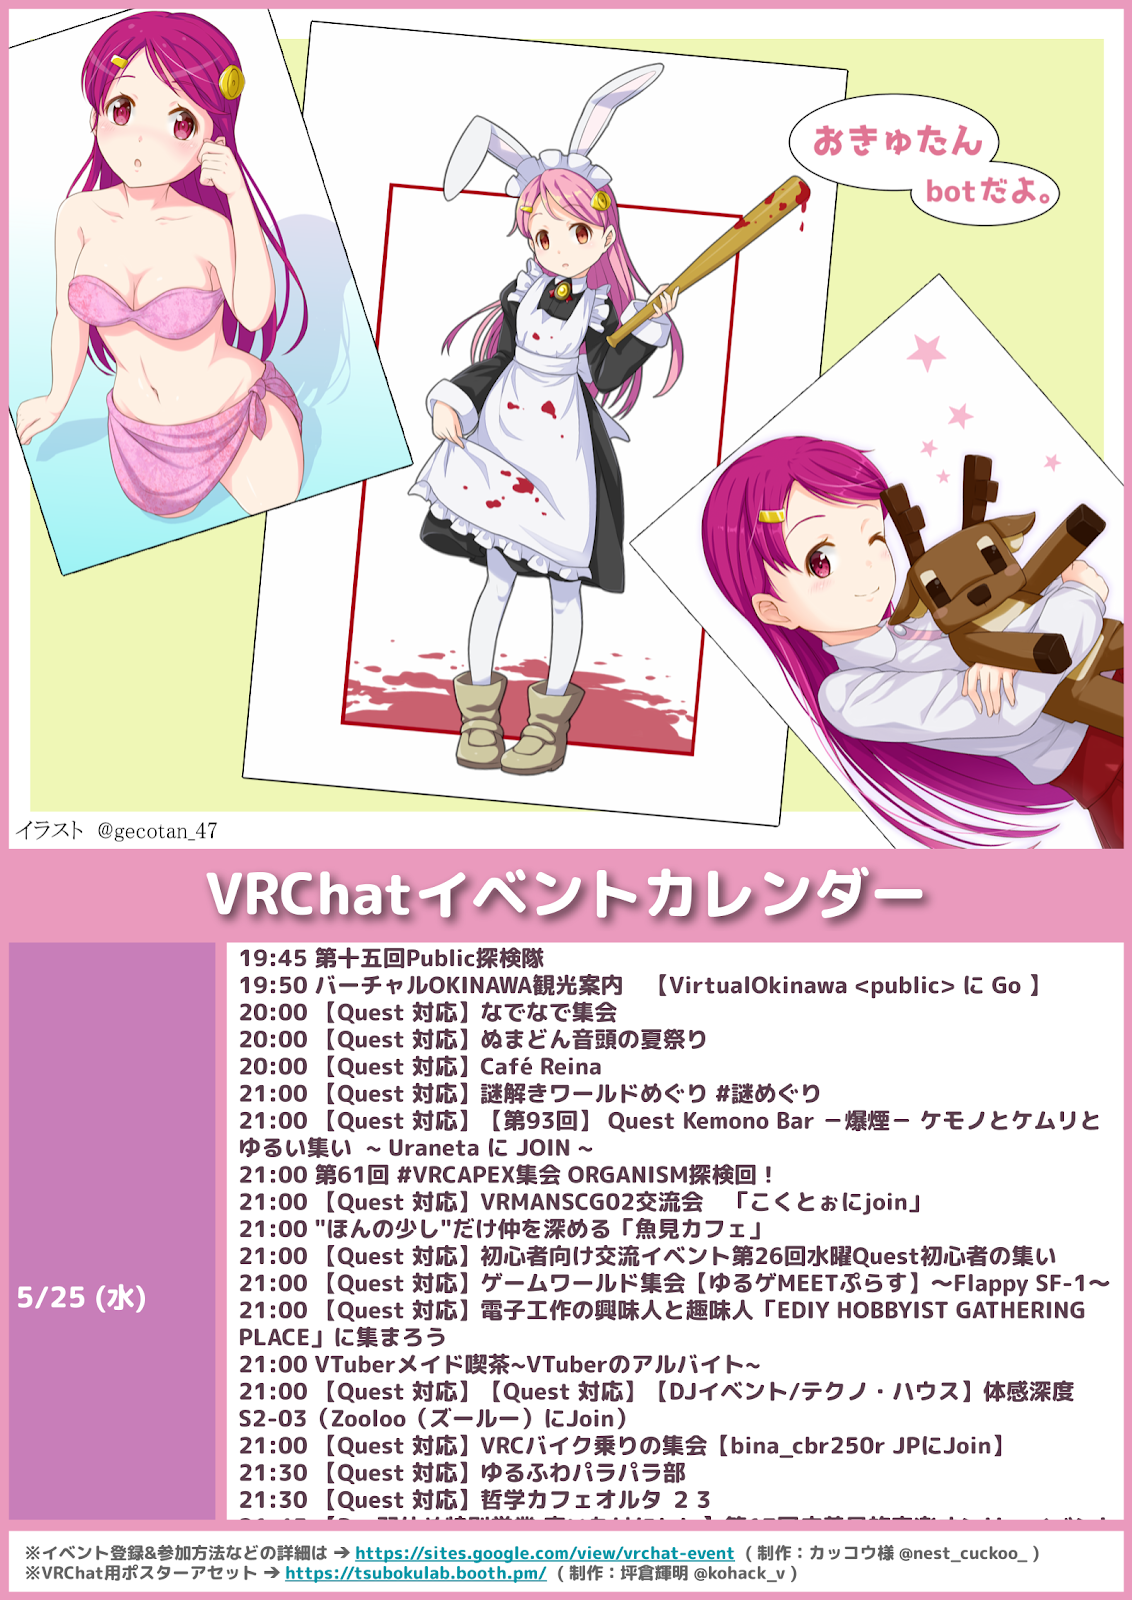 おきゅたん
botだよ。
イラスト @gecotan_47
VRChatイベントカレンダー
5/25 (水)
19:45 第十五回Public探検隊
19:50 バーチャルOKINAWA観光案内　【VirtualOkinawa <public> に Go 】
20:00 【Quest 対応】なでなで集会
20:00 【Quest 対応】ぬまどん音頭の夏祭り
20:00 【Quest 対応】Café Reina
21:00 【Quest 対応】謎解きワールドめぐり #謎めぐり
21:00 【Quest 対応】【第93回】 Quest Kemono Bar －爆煙－ ケモノとケムリと
ゆるい集い ~ Uraneta に JOIN ~
21:00 第61回 #VRCAPEX集会 ORGANISM探検回！
21:00 【Quest 対応】VRMANSCG02交流会　「こくとぉにjoin」
21:00 "ほんの少し"だけ仲を深める「魚見カフェ」
21:00 【Quest 対応】初心者向け交流イベント第26回水曜Quest初心者の集い
21:00 【Quest 対応】ゲームワールド集会【ゆるゲMEETぷらす】～Flappy SF-1～
21:00 【Quest 対応】電子工作の興味人と趣味人「EDIY HOBBYIST GATHERING
PLACE」に集まろう
21:00 VTuberメイド喫茶~VTuberのアルバイト~
21:00 【Quest 対応】【Quest 対応】【DJイベント/テクノ・ハウス】体感深度
S2-03（Zooloo（ズールー）にJoin）
21:00 【Quest 対応】VRCバイク乗りの集会【bina_cbr250r JPにJoin】
21:30 【Quest 対応】ゆるふわパラパラ部
21:30 【Quest 対応】哲学カフェオルタ ２３
※イベント登録&参加方法などの詳細は → https://sites.google.com/view/vrchat-event ( 制作：カッコウ様 @nest_cuckoo_ )
※VRChat用ポスターアセット → https://tsubokulab.booth.pm/ ( 制作：坪倉輝明 @kohack_v )